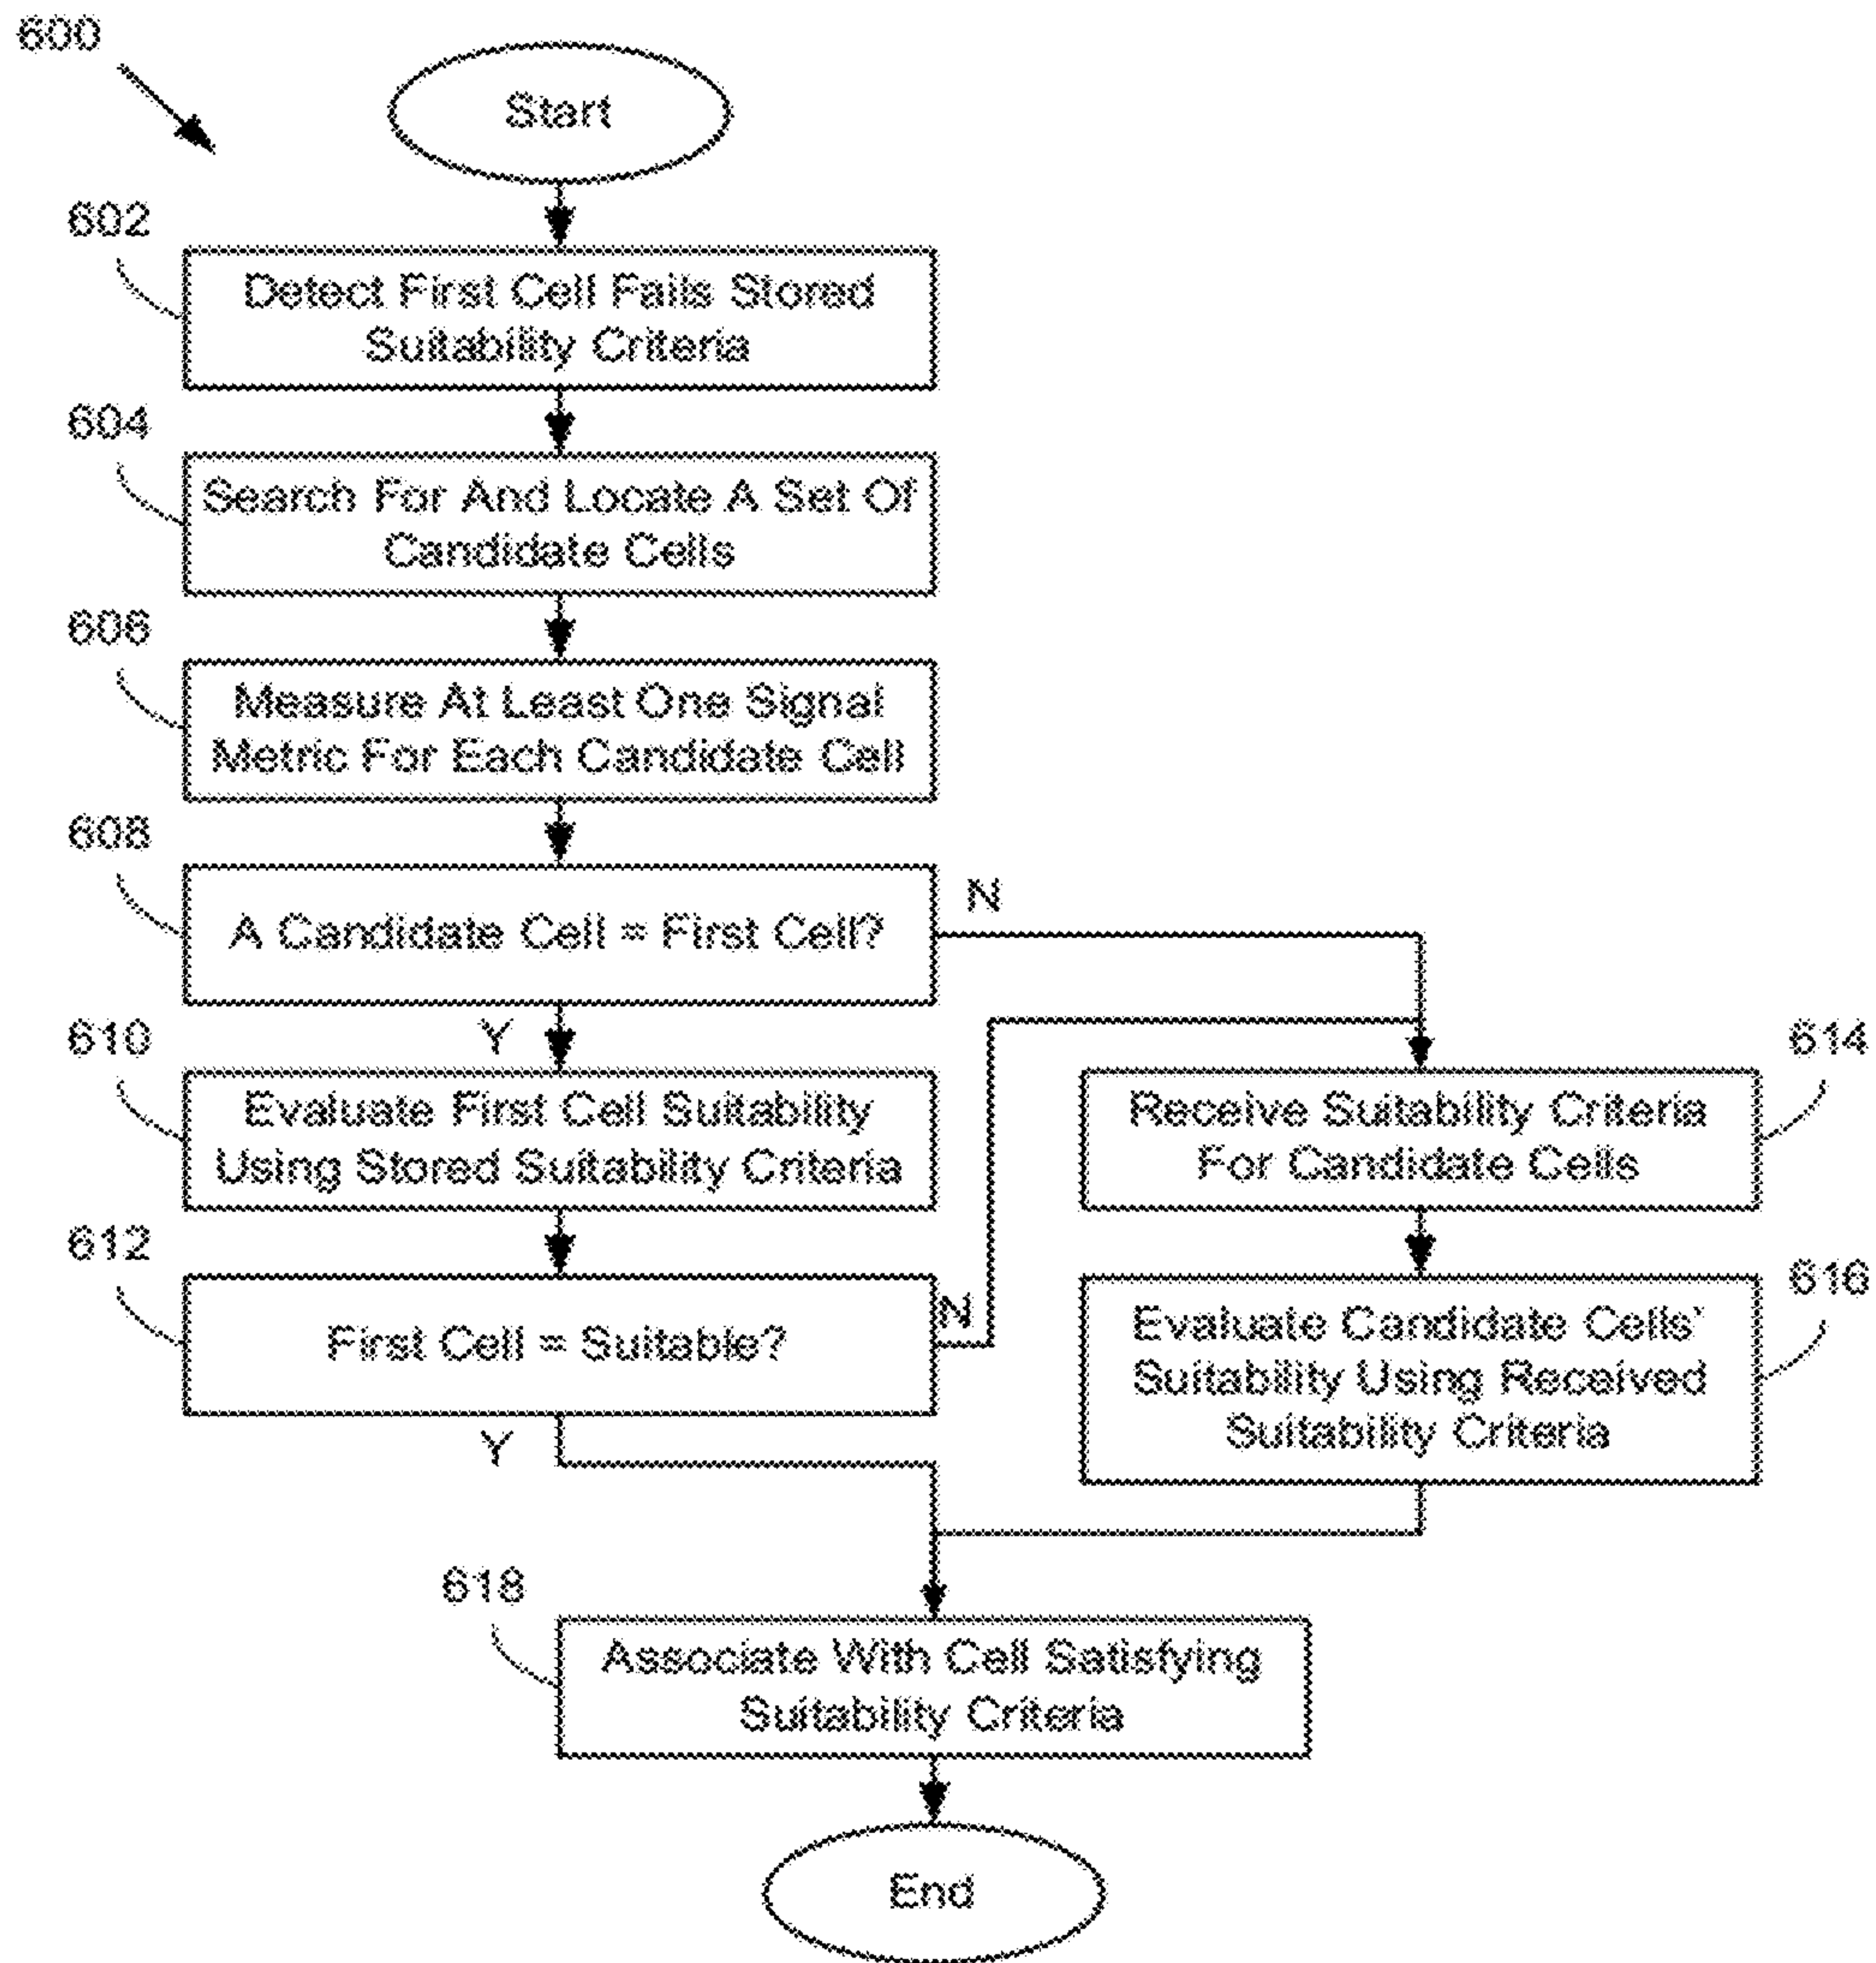 600
Start
602
Detect First Cell Fails Stored
Suitability Criteria
604
Search For And Locate A Set Of
Candidate Cells
606
Measure At Least One Signal
Metric For Each Candidate Cell
608
A Candidate Cell = First Cell?
N
Y
610
Evaluate First Cell Suitability
Using Stored Suitability Criteria
614
Receive Suitability Criteria
For Candidate Cells
612
First Cell = Suitable?
N
Y
616
Evaluate Candidate Cells'
Suitability Using Received
Suitability Criteria
618
Associate With Cell Satisfying
Suitability Criteria
End